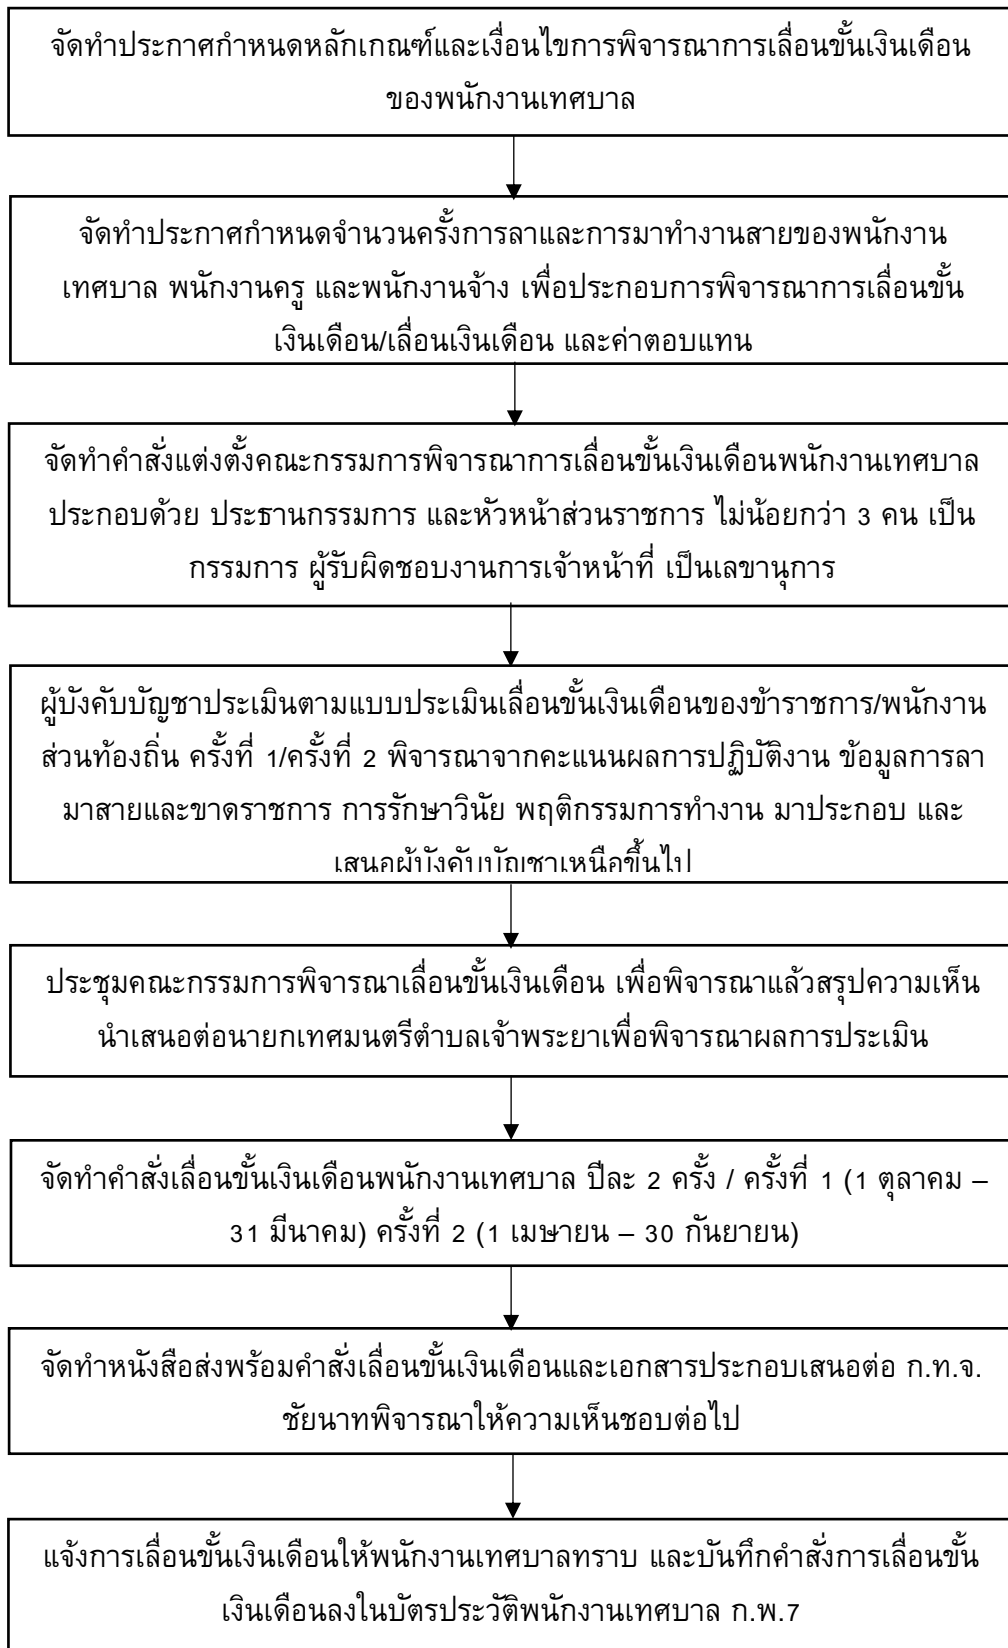 จัดทำประกาศกำหนดหลักเกณฑ์และเงื่อนไขการพิจารณาการเลื่อนขั้นเงินเดือน
ของพนักงานเทศบาล
จัดทำประกาศกำหนดจำนวนครั้งการลาและการมาทำงานสายของพนักงาน
เทศบาล พนักงานครู และพนักงานจ้าง เพื่อประกอบการพิจารณาการเลื่อนขั้น
เงินเดือน/เลื่อนเงินเดือน และค่าตอบแทน
จัดทำคำสั่งแต่งตั้งคณะกรรมการพิจารณาการเลื่อนขั้นเงินเดือนพนักงานเทศบาล
ประกอบด้วย ประธานกรรมการ และหัวหน้าส่วนราชการ ไม่น้อยกว่า 3 คน เป็น
กรรมการ ผู้รับผิดชอบงานการเจ้าหน้าที่ เป็นเลขานุการ
ผู้บังคับบัญชาประเมินตามแบบประเมินเลื่อนขั้นเงินเดือนของข้าราชการ/พนักงาน
ส่วนท้องถิ่น ครั้งที่ 1/ครั้งที่ 2 พิจารณาจากคะแนนผลการปฏิบัติงาน ข้อมูลการลา
มาสายและขาดราชการ การรักษาวินัย พฤติกรรมการทำงาน มาประกอบ และ
เสนอผู้บังคับบัญชาเหนือขึ้นไป
ประชุมคณะกรรมการพิจารณาเลื่อนขั้นเงินเดือน เพื่อพิจารณาแล้วสรุปความเห็น
นำเสนอต่อนายกเทศมนตรีตำบลเจ้าพระยาเพื่อพิจารณาผลการประเมิน
จัดทำคำสั่งเลื่อนขั้นเงินเดือนพนักงานเทศบาล ปีละ 2 ครั้ง / ครั้งที่ 1 (1 ตุลาคม –
31 มีนาคม) ครั้งที่ 2 (1 เมษายน – 30 กันยายน)
จัดทำหนังสือส่งพร้อมคำสั่งเลื่อนขั้นเงินเดือนและเอกสารประกอบเสนอต่อ ก.ท.จ.
ชัยนาทพิจารณาให้ความเห็นชอบต่อไป
แจ้งการเลื่อนขั้นเงินเดือนให้พนักงานเทศบาลทราบ และบันทึกคำสั่งการเลื่อนขั้น
เงินเดือนลงในบัตรประวัติพนักงานเทศบาล ก.พ.7